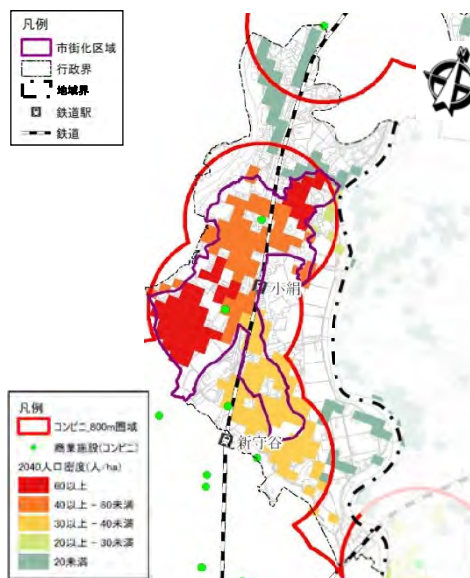 凡例
市街化区域
行政界
地域界
鉄道駅
鉄道
小絹
新守谷
凡例
コンビニ_800m圏域
商業施設(コンビニ)
2040人口密度(人/ha)
60以上
40以上 - 60未満
30以上 - 40未満
20以上 - 30未満
20未満